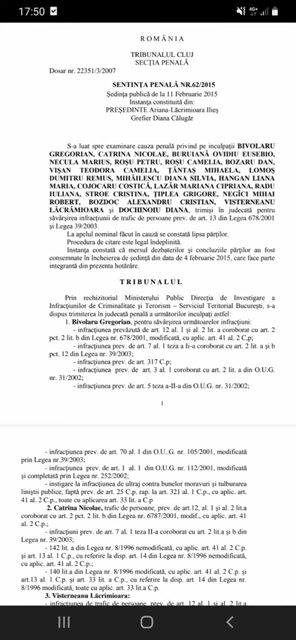 17:50
R O M Â N I A
TRIBUNALUL CLUJ
SECȚIA PENALĂ
Dosar nr. 22351/3/2007
SENTINȚA PENALĂ NR.62/2015
Ședința publică de la 11 Februarie 2015
Instanța constituită din:
PREȘEDINTE Ariana-Lăcrimioara Ilieș
Grefier Diana Călugăr
S-a luat spre examinare cauza penală privind pe inculpații BIVOLARU
GREGORIAN, CATRINA NICOLAE, BURUIANĂ OVIDIU EUSEBIO,
NECULA MARIUS, ROȘU PETRU, ROȘU CAMELIA, BOZARU DAN,
VIȘAN TEODORA CAMELIA, ȚÂNȚAȘ MIHAELA, LOMOȘ
DUMITRU REMUS, MIHĂILESCU DIANA SILVIA, HANGAN LIANA
MARIA, COJOCARU COSTICĂ, LAZĂR MARIANA CIPRIANA, RADU
IULIANA, STROE CRISTIAN, ȚIPLEA GRIGORE, NEGÎCI MIHAI
ROBERT, BOZDOC ALEXANDRU CRISTIAN, VISTERNEANU
LĂCRĂMIOARA și DOCHINOIU DIANA, trimiși în judecată pentru
săvârșirea infracțiunii de trafic de persoane prev. de art. 13 din Legea 678/2001
și Legea 39/2003.
La apelul nominal făcut în cauză se constată lipsa părților.
Procedura de citare este legal îndeplinită.
Instanța constată că mersul dezbaterilor și concluziile părților au fost
consemnate în încheierea de ședință din data de 4 februarie 2015, care face parte
integrantă din prezenta hotărâre.
T R I B U N A L U L
Prin rechizitoriul Ministerului Public Direcția de Investigare a
Infracțiunilor de Criminalitate și Terorism – Serviciul Teritorial București, s-a
dispus trimiterea în judecată penală a următorilor inculpați astfel:
1. Bivolaru Gregorian, pentru săvârșirea următoarelor infracțiuni:
- infracțiunea prevăzută de art. 12 al. 1 și al. 2 lit. a coroborat cu art. 2
pct. 2 lit. b din Legea nr. 678/2001, modificată, cu aplic. art. 41 al. 2 C.p;
- infracțiunea prev. de art. 7 al. 1 teza a Ii-a coroborat cu art. 2 lit. a și b
pct. 12 din Legea nr. 39/2003;
- infracțiunea prev. de art. 317 C.p;
- infracțiunea prev. de art. 3 al. 1 coroborat cu art. 2 lit. a din O.U.G.
nr. 31/2002;
- infracțiunea prev. de art. 5 teza a-II-a din O.U.G. nr. 31/2002;
1
- infracțiunea prev. de art. 70 al. 1 din O.U..G. nr. 105/2001, modificată
prin Legea nr.39/2003;
- infracțiunea prev. de art. 1 al. 1 din O.U.G. nr. 112/2001, modificată
și completată prin Legea nr. 252/2002;
- instigare la infracțiunea de ultraj contra bunelor moravuri și tulburarea
liniștii publice, faptă prev. de art. 25 C.p, rap. la art. 321 al. 1 C.p., cu aplic. art.
41 al. 2 C.p., toate cu aplicarea art. 33 lit. a C.p
2. Catrina Nicolae, trafic de persoane, prev. de art.12, al. 1 și al. 2 lit.a
coroborat cu art. 2 pct. 2 lit. b din Legea nr. 6787/2001, modif., cu aplic. art. 41
al. 2 C.p.;
- infracțiuni prev. de art. 7 al. 1 teza II-a coroborat cu art. 2 lit.a și b din
Legea nr. 39/2003;
- 142 lit. a din Legea nr. 8/1996 nemodificată, cu aplic. art. 41 al. 2 C.p.
și art. 13 al. 1 C.p., cu referire la disp. art. 14 din Legea nr. 8/1996 nemodificată,
cu aplic. art. 41 al. 2 C.p.;
- 140 lit.a din Legea nr. 8/1996 modificată, cu aplic. art. 41 al. 2 C.p. și
art.13 al. 1 C.p. și art. 33 lit. a C.p., cu referire la disp. art. 14 din Legea nr.
8/1996 modificată, toate cu aplic. art. 33 lit.a C.p.
3. Visterneanu Lăcrimioara:
- infracțiunea de trafic de persoane prev. de art. 12 al. 1 și al. 2 lit.a